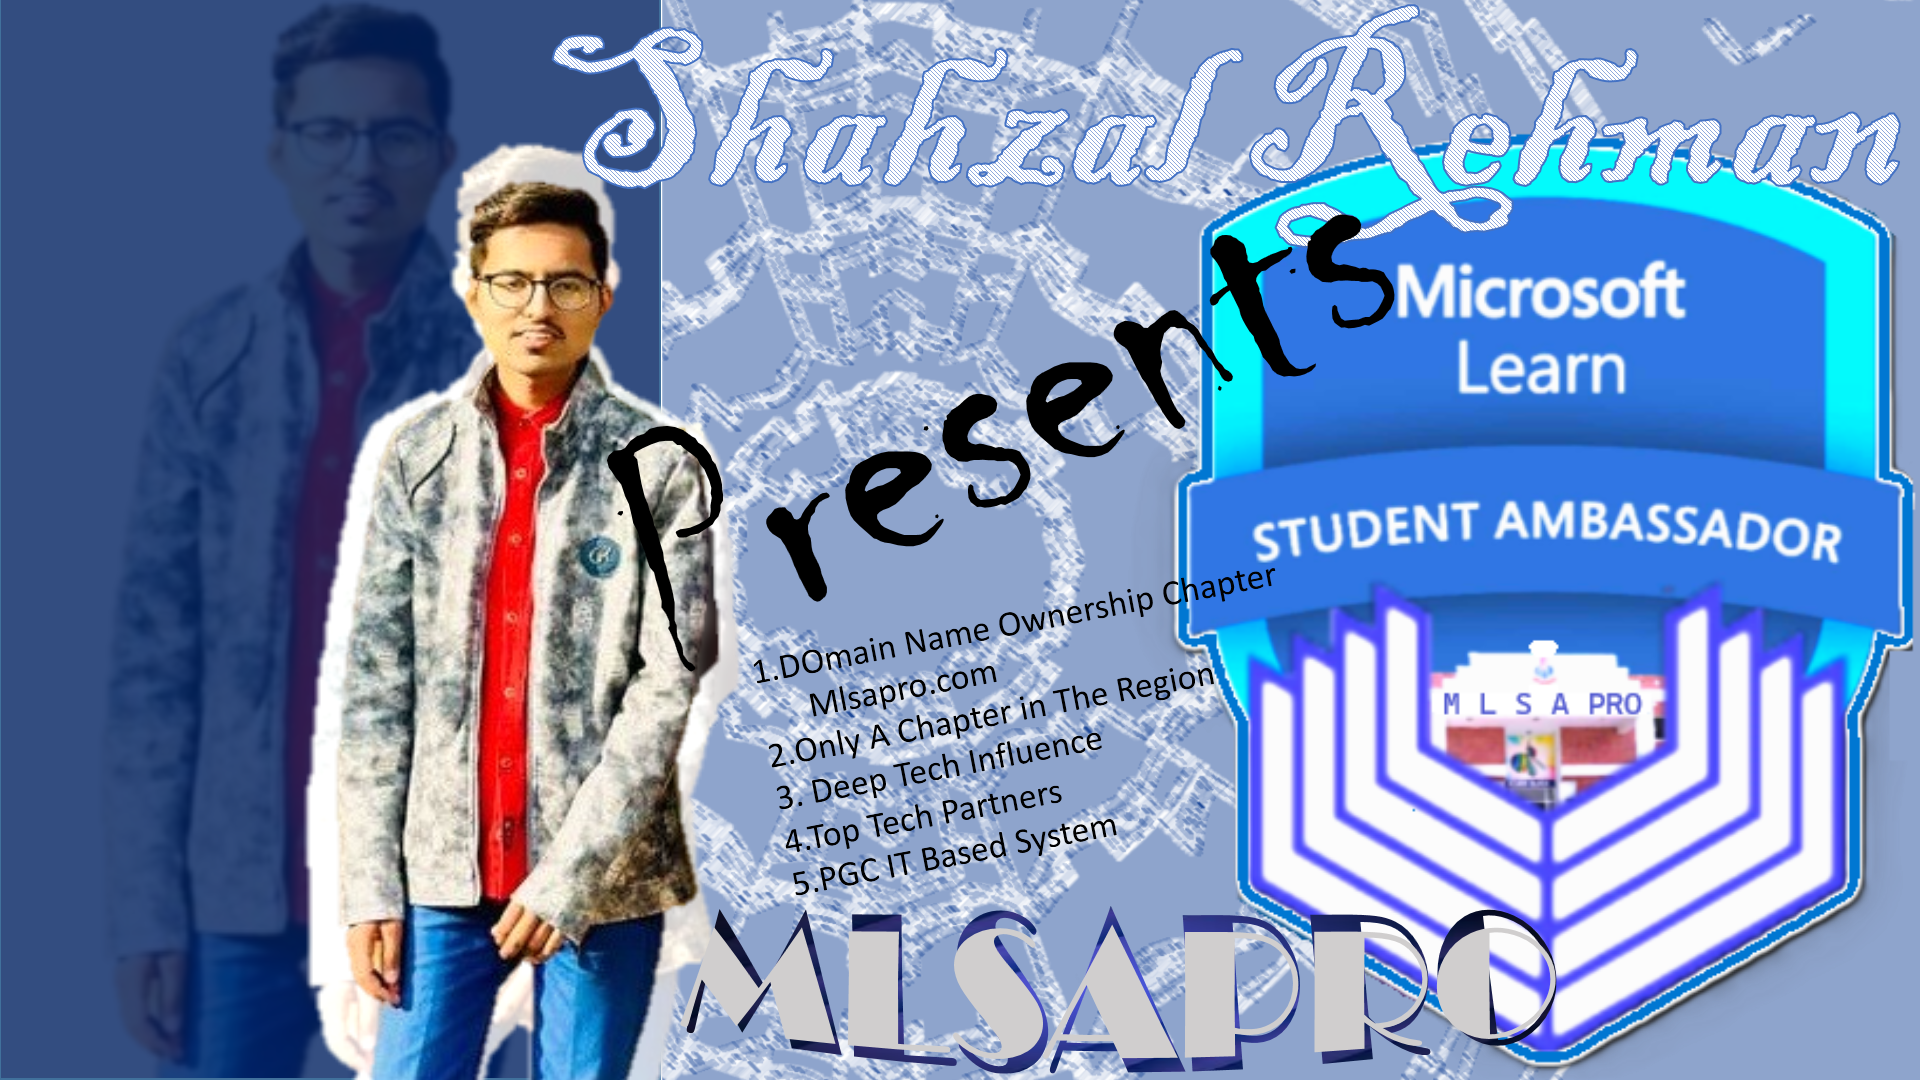 Shahzal Rehman
Presents
Microsoft
Learn
STUDENT AMBASSADOR
M L S A PRO
1.DOmain Name Ownership Chapter
Mlsapro.com
2.Only A Chapter in The Region
3. Deep Tech Influence
4.Top Tech Partners
5.PGC IT Based System
MLSAPRO